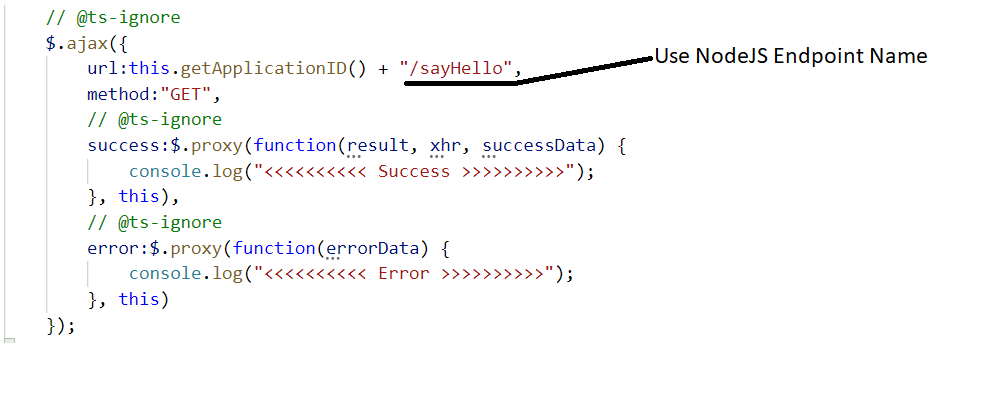 // @ts-ignore
$.ajax({
url:this.getApplicationID() + "/sayHello",
Use NodeJS Endpoint Name
method:"GET",
// @ts-ignore
success:$.proxy(function(result, xhr, successData) {
console.log("<<<<<<<<<< Success >>>>>>>>>>");
}, this),
// @ts-ignore
error:$.proxy(function(errorData) {
console.log("<<<<<<<<<< Error >>>>>>>>>>");
}, this)
});